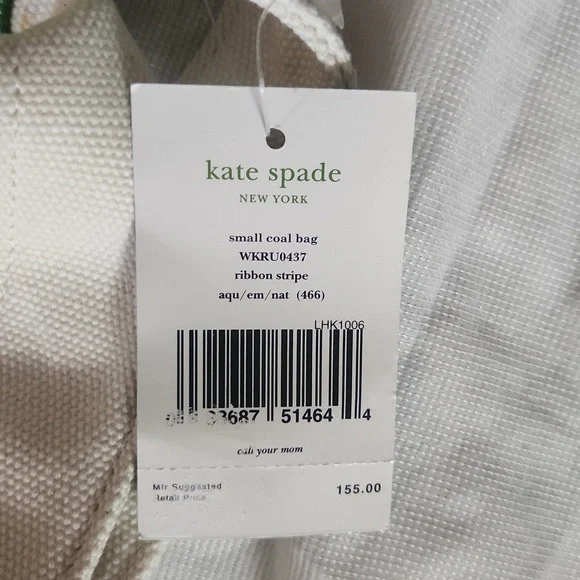 kate spade
NEW YORK
small coal bag
WKRU0437
ribbon stripe
aqu/em/nat (466)
LHK1006
51464 4
call your mom
Mfr Suggested
Retail Price
155.00